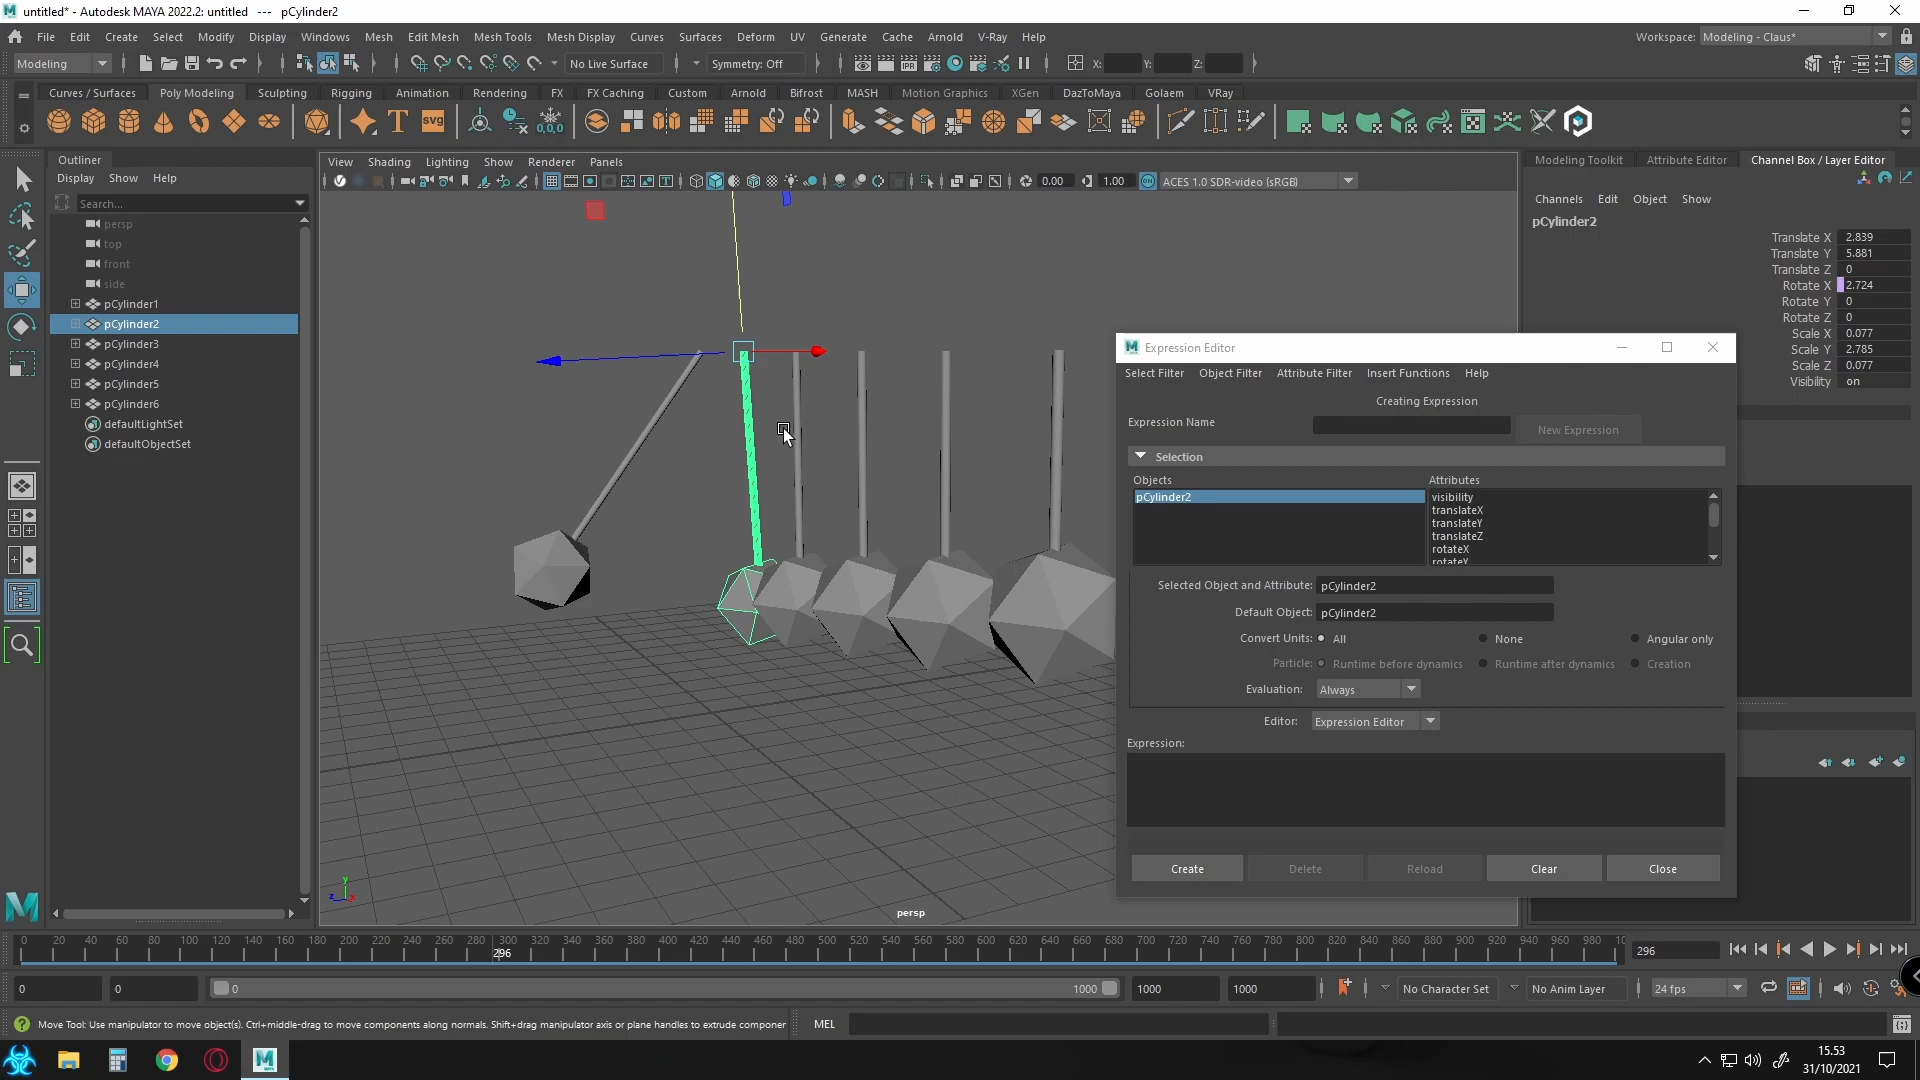 untitled* - Autodesk MAYA 2022.2: untitled --- pCylinder2
File Edit Create Select Modify Display Windows Mesh Edit Mesh Mesh Tools Mesh Display Curves Surfaces Deform UV Generate Cache Arnold V-Ray Help
Workspace: Modeling - Claus*
Modeling
No Live Surface
Symmetry: Off
X: Y: Z:
Curves / Surfaces Poly Modeling Sculpting Rigging Animation Rendering FX FX Caching Custom Arnold Bifrost MASH Motion Graphics XGen DazToMaya Golaem VRay
Outliner
Display Show Help
Search...
persp
top
front
side
pCylinder1
pCylinder2
pCylinder3
pCylinder4
pCylinder5
pCylinder6
defaultLightSet
defaultObjectSet
View Shading Lighting Show Renderer Panels
0.00 1.00 ACES 1.0 SDR-video (sRGB)
persp
Modeling Toolkit Attribute Editor Channel Box / Layer Editor
Channels Edit Object Show
pCylinder2
Translate X 2.839
Translate Y 5.881
Translate Z 0
Rotate X 2.724
Rotate Y 0
Rotate Z 0
Scale X 0.077
Scale Y 2.785
Scale Z 0.077
Visibility on
Expression Editor
Select Filter Object Filter Attribute Filter Insert Functions Help
Creating Expression
Expression Name
New Expression
Selection
Objects Attributes
pCylinder2
visibility
translateX
translateY
translateZ
rotateX
rotateY
Selected Object and Attribute: pCylinder2
Default Object: pCylinder2
Convert Units: All None Angular only
Particle: Runtime before dynamics Runtime after dynamics Creation
Evaluation: Always
Editor: Expression Editor
Expression:
Create Delete Reload Clear Close
0 20 40 60 80 100 120 140 160 180 200 220 240 260 280 300 320 340 360 380 400 420 440 460 480 500 520 540 560 580 600 620 640 660 680 700 720 740 760 780 800 820 840 860 880 900 920 940 960 980 10
296
296
0 0 0 1000 1000 1000
No Character Set
No Anim Layer
24 fps
Move Tool: Use manipulator to move object(s). Ctrl+middle-drag to move components along normals. Shift+drag manipulator axis or plane handles to extrude componer
MEL
15.53
31/10/2021